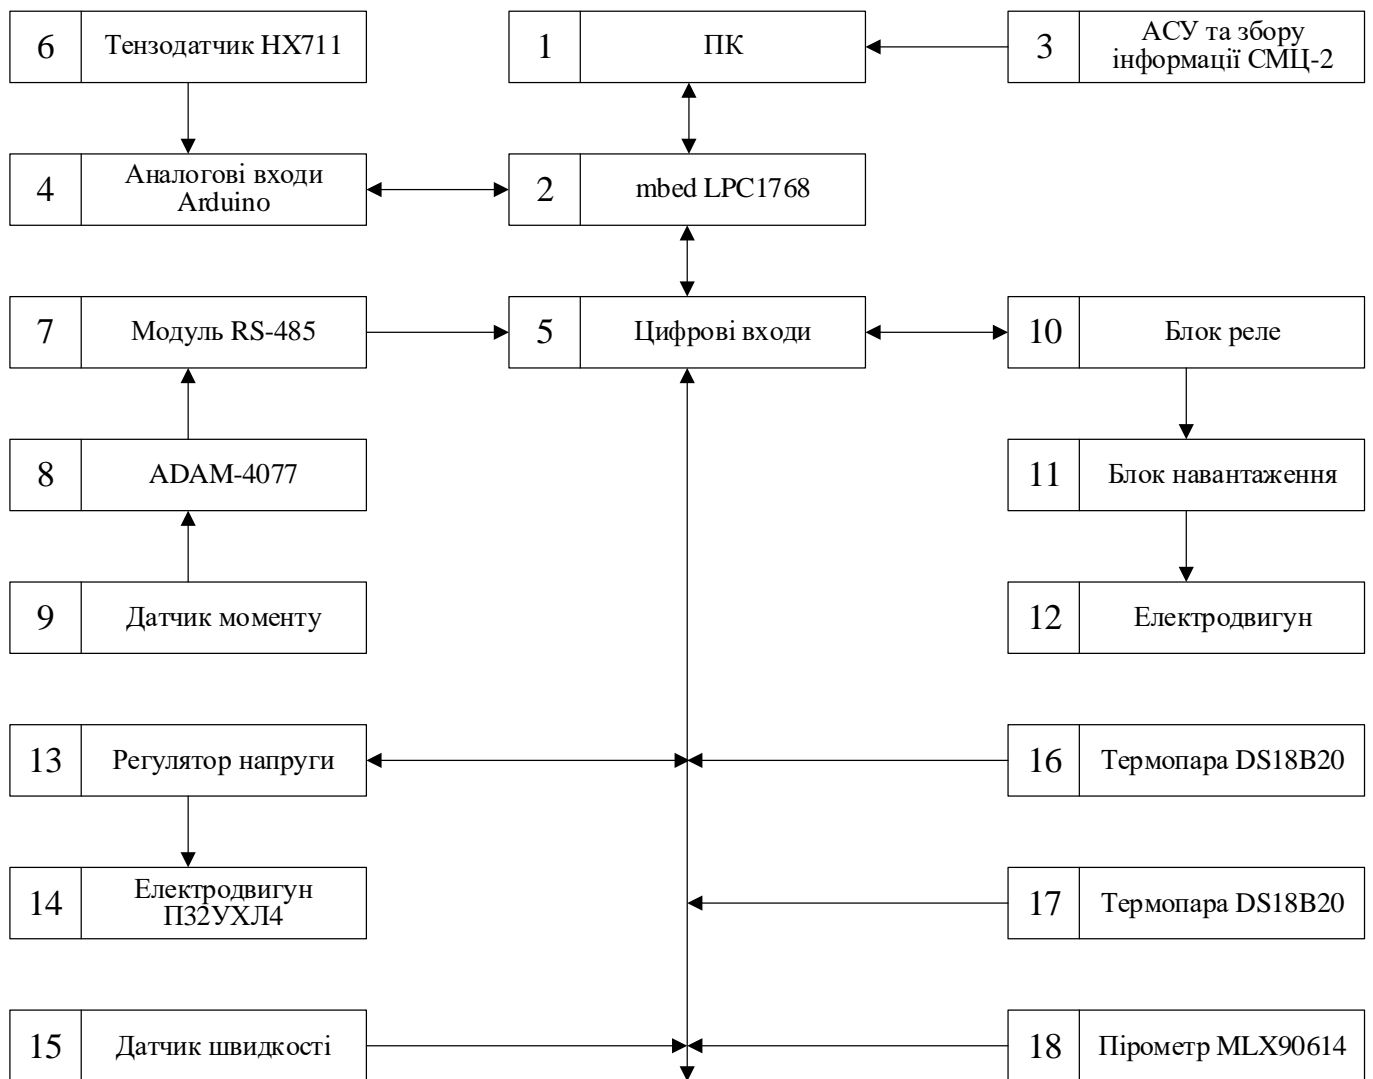 6 Тензодатчик HX711
1 ПК
3 АСУ та збору
інформації СМЦ-2
4 Аналогові входи
Arduino
2 mbed LPC1768
7 Модуль RS-485
5 Цифрові входи
10 Блок реле
8 ADAM-4077
11 Блок навантаження
9 Датчик моменту
12 Електродвигун
13 Регулятор напруги
16 Термопара DS18B20
14 Електродвигун
П32УХЛ4
17 Термопара DS18B20
15 Датчик швидкості
18 Пірометр MLX90614